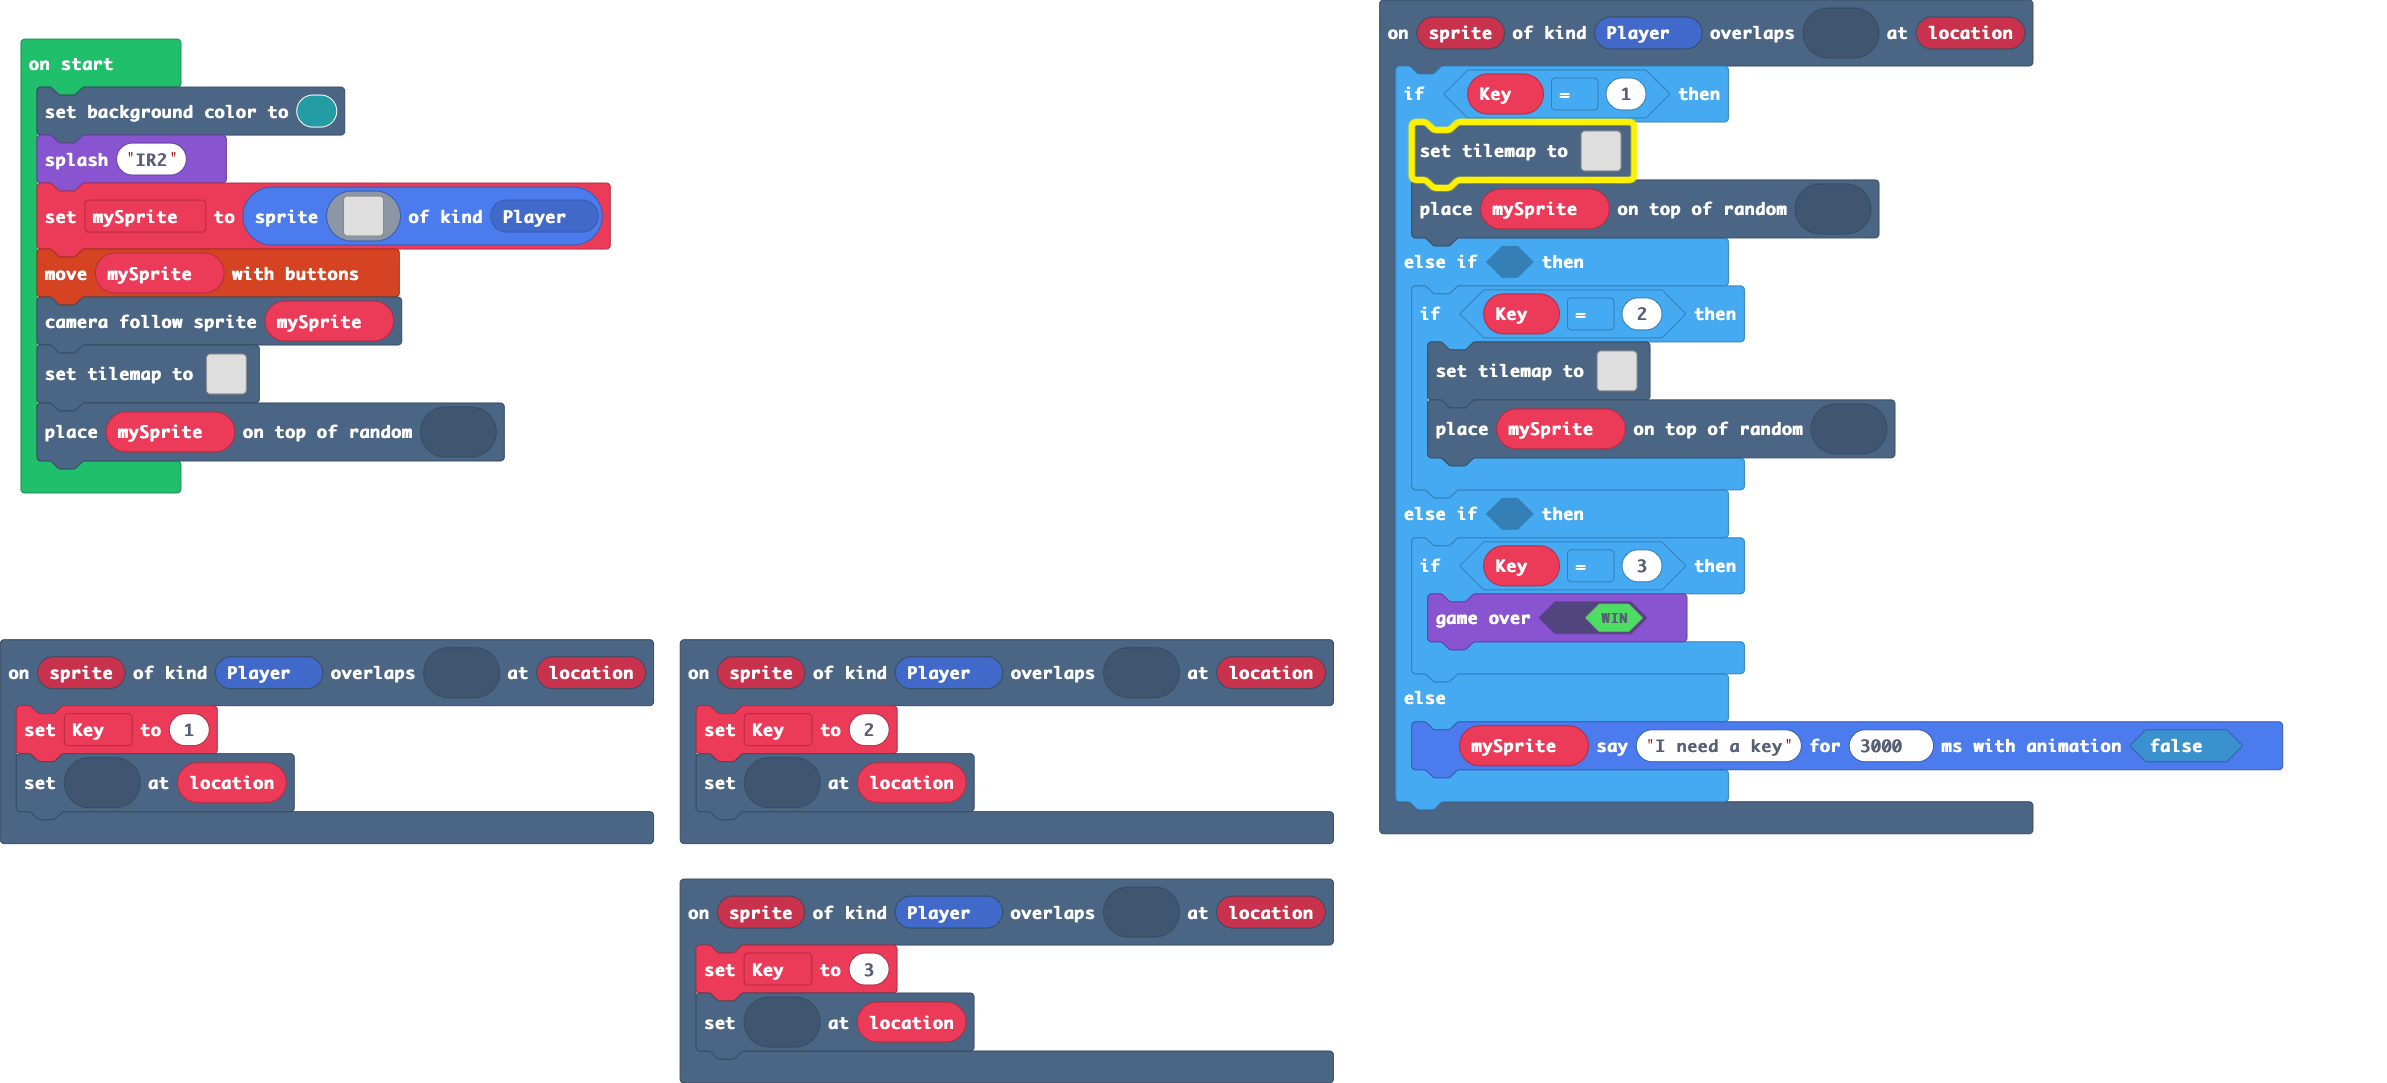 on start
set background color to
splash "IR2"
set mySprite to sprite of kind Player
move mySprite with buttons
camera follow sprite mySprite
set tilemap to
place mySprite on top of random
on sprite of kind Player overlaps at location
set Key to 1
set at location
on sprite of kind Player overlaps at location
set Key to 2
set at location
on sprite of kind Player overlaps at location
set Key to 3
set at location
on sprite of kind Player overlaps at location
if Key = 1 then
set tilemap to
place mySprite on top of random
else if then
if Key = 2 then
set tilemap to
place mySprite on top of random
else if then
if Key = 3 then
game over WIN
else
mySprite say "I need a key" for 3000 ms with animation false